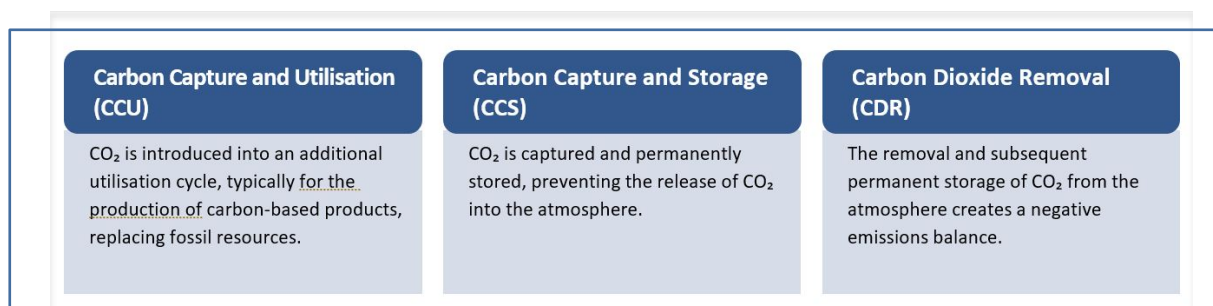 Carbon Capture and Utilisation
(CCU)
CO₂ is introduced into an additional
utilisation cycle, typically for the
production of carbon-based products,
replacing fossil resources.
Carbon Capture and Storage
(CCS)
CO₂ is captured and permanently
stored, preventing the release of CO₂
into the atmosphere.
Carbon Dioxide Removal
(CDR)
The removal and subsequent
permanent storage of CO₂ from the
atmosphere creates a negative
emissions balance.